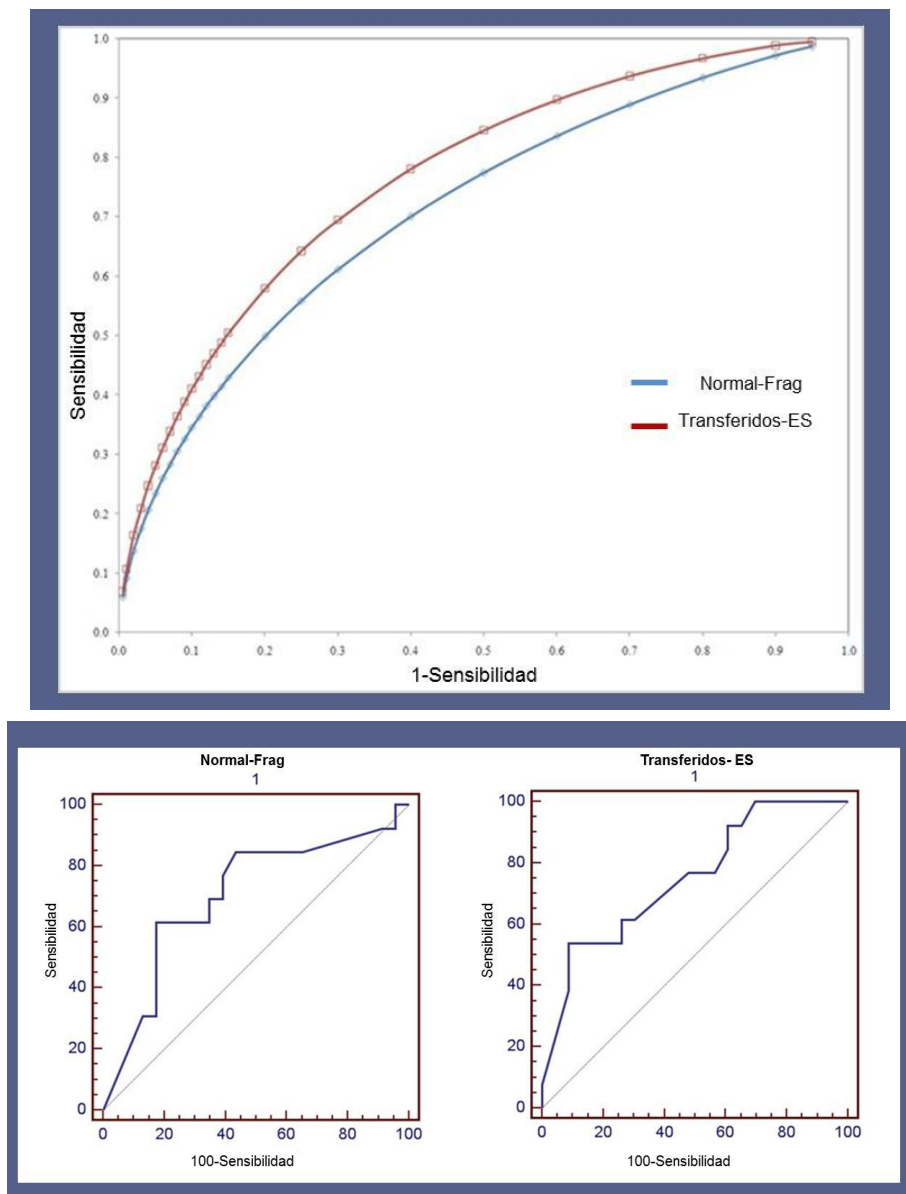 1.0
0.9
0.8
0.7
0.6
0.5
0.4
0.3
0.2
0.1
0.0
Sensibilidad
Normal-Frag
Transferidos-ES
0.0 0.1 0.2 0.3 0.4 0.5 0.6 0.7 0.8 0.9 1.0
1-Sensibilidad
Normal-Frag
1
100
80
60
40
20
0
Sensibilidad
0 20 40 60 80 100
100-Sensibilidad
Transferidos- ES
1
100
80
60
40
20
0
Sensibilidad
0 20 40 60 80 100
100-Sensibilidad